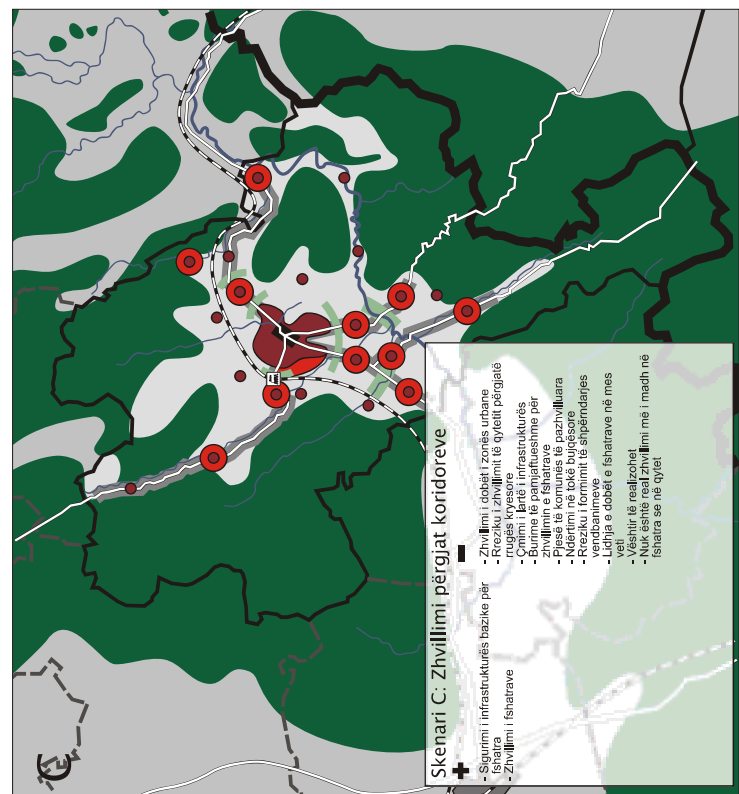 C
Skenari C: Zhvillimi përgjat koridoreve
+
- Sigurimi i infrastrukturës bazike për
fshatra
- Zhvillimi i fshatrave
-
- Zhvillimi i dobët i zonës urbane
- Rreziku i zhvillimit të qytetit përgjatë
rrugës kryesore
- Çmimi i lartë i infrastrukturës
- Burime të pamjaftueshme për
zhvillimin e fshatrave
- Pjesë të komunës të pazhvilluara
- Ndërtimi në tokë bujqësore
- Rreziku i formimit të shpërndarjes
vendbanimeve
- Lidhja e dobët e fshatrave në mes
veti
- Vështir të realizohet
- Nuk është real zhvillimi më i madh në
fshatra se në qytet